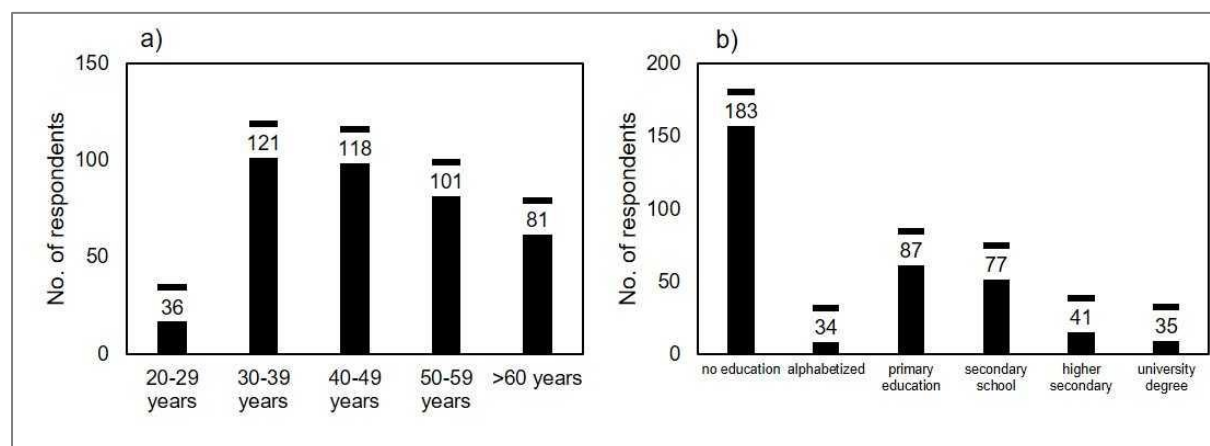 a)
No. of respondents
150
100
50
0
36
121
118
101
81
20-29
years
30-39
years
40-49
years
50-59
years
>60 years
b)
No. of respondents
200
150
100
50
0
183
34
87
77
41
35
no education
alphabetized
primary
education
secondary
school
higher
secondary
university
degree